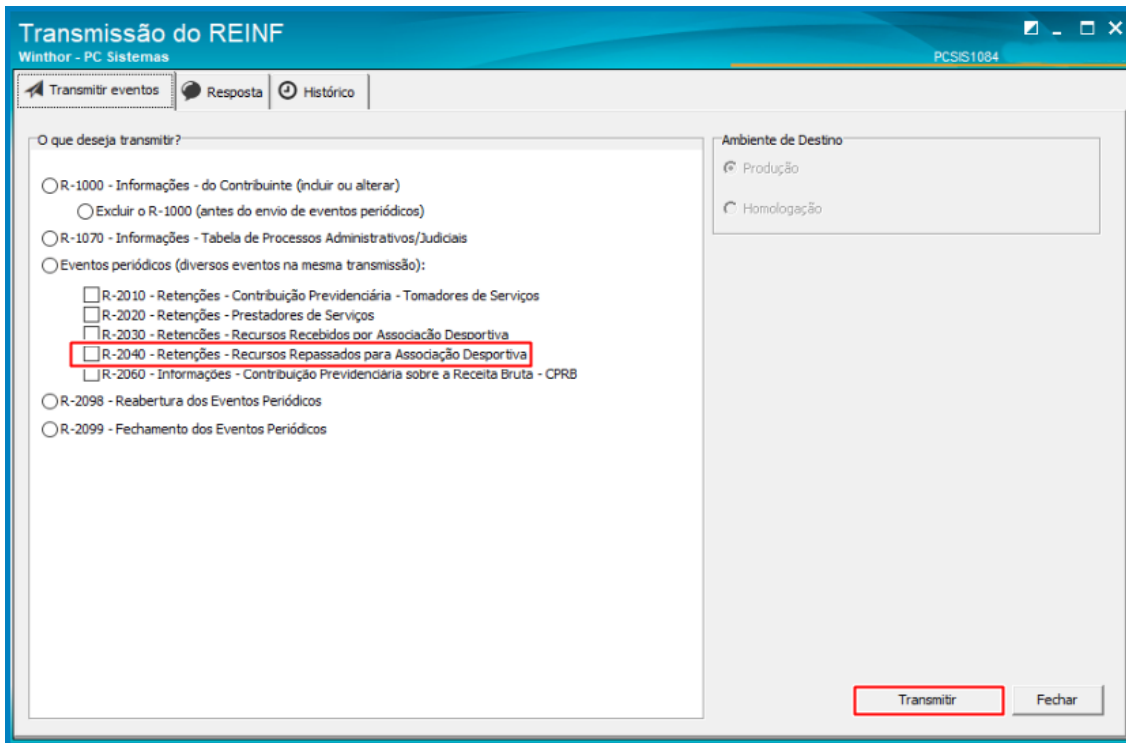 Transmissão do REINF
Winthor - PC Sistemas
PCSIS1084
Transmitir eventos
Resposta
Histórico
O que deseja transmitir?
R-1000 - Informações - do Contribuinte (incluir ou alterar)
Excluir o R-1000 (antes do envio de eventos periódicos)
R-1070 - Informações - Tabela de Processos Administrativos/Judiciais
Eventos periódicos (diversos eventos na mesma transmissão):
R-2010 - Retenções - Contribuição Previdenciária - Tomadores de Serviços
R-2020 - Retenções - Prestadores de Serviços
R-2030 - Retenções - Recursos Recebidos por Associação Desportiva
R-2040 - Retenções - Recursos Repassados para Associação Desportiva
R-2060 - Informações - Contribuição Previdenciária sobre a Receita Bruta - CPRB
R-2098 - Reabertura dos Eventos Periódicos
R-2099 - Fechamento dos Eventos Periódicos
Ambiente de Destino
Produção
Homologação
Transmitir
Fechar